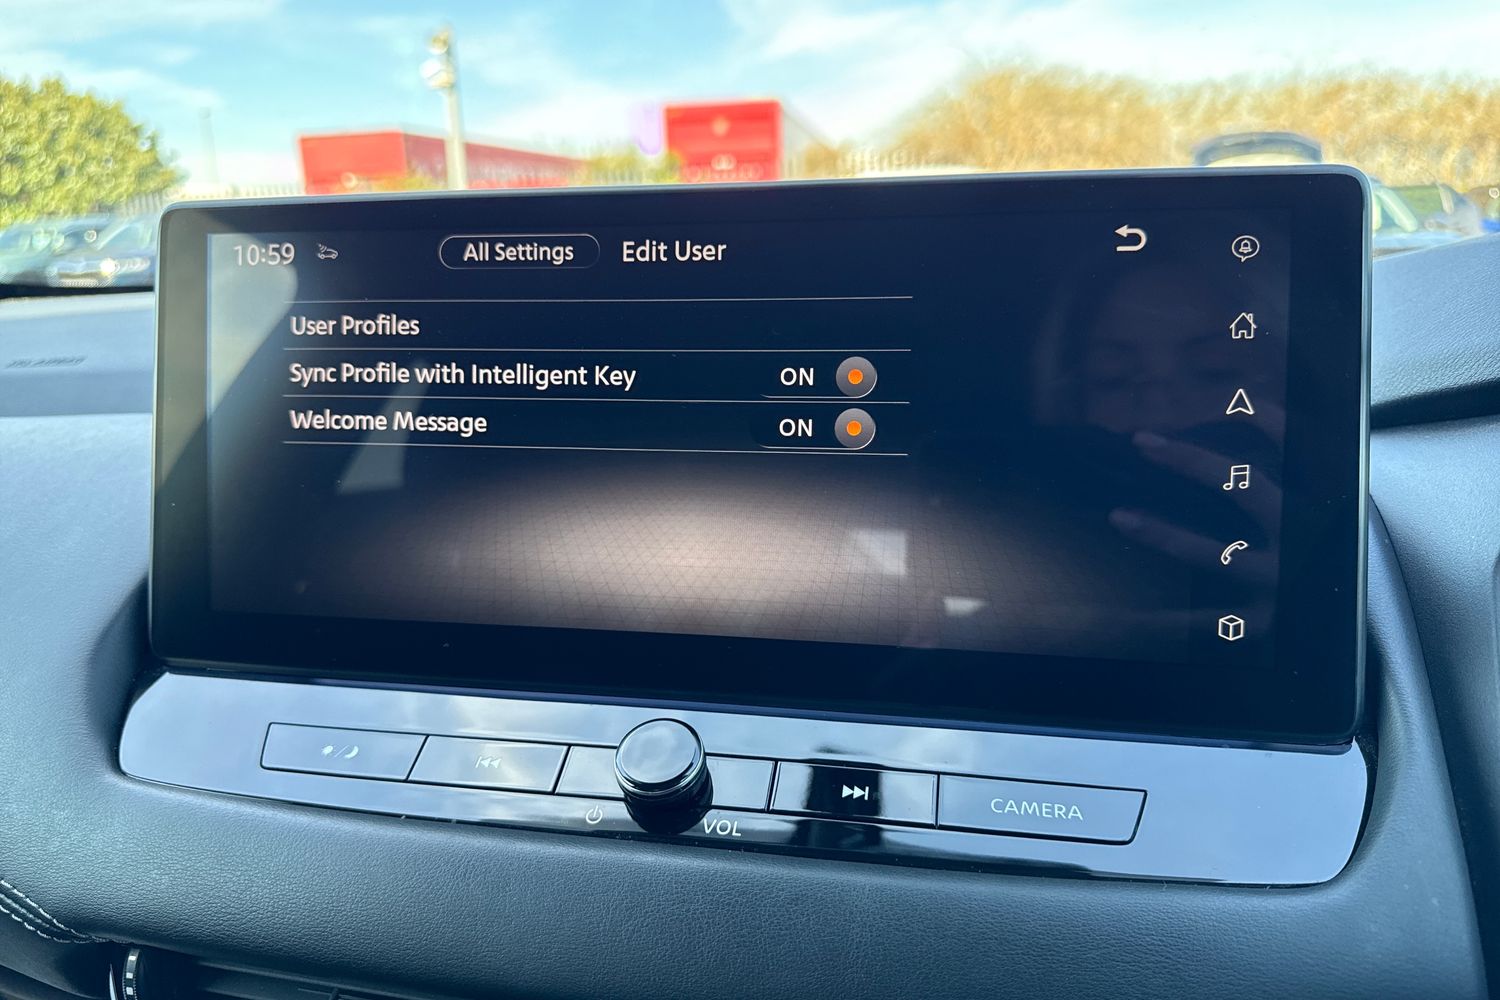 10:59
All Settings
Edit User
User Profiles
Sync Profile with Intelligent Key ON
Welcome Message ON
VOL
CAMERA